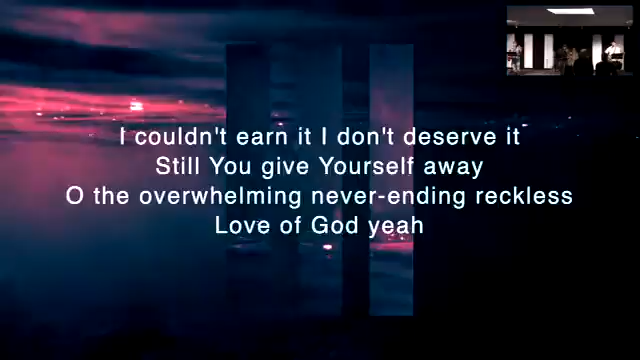 I couldn't earn it I don't deserve it
Still You give Yourself away
O the overwhelming never-ending reckless
Love of God yeah